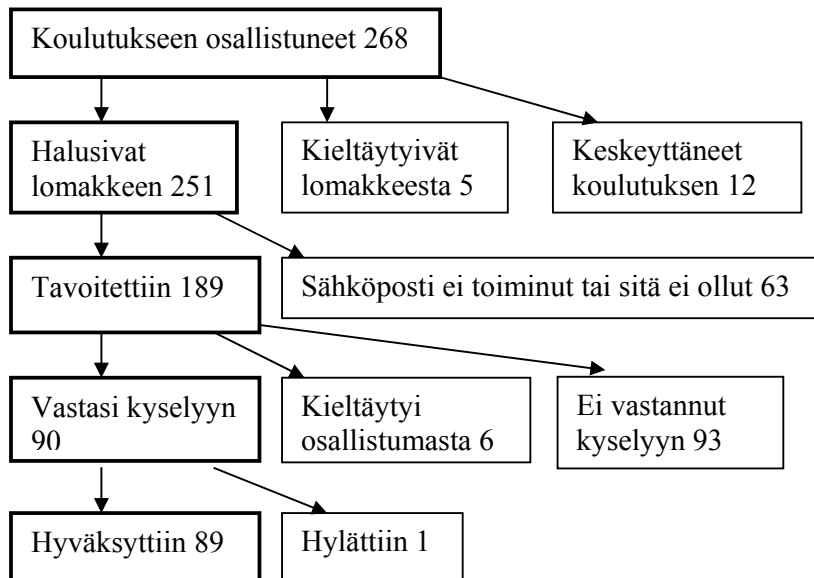 Koulutukseen osallistuneet 268
Halusivat
lomakkeen 251
Kieltäytyivät
lomakkeesta 5
Keskeyttäneet
koulutuksen 12
Tavoitettiin 189
Sähköposti ei toiminut tai sitä ei ollut 63
Vastasi kyselyyn
90
Kieltäytyi
osallistumasta 6
Ei vastannut
kyselyyn 93
Hyväksyttiin 89
Hylättiin 1